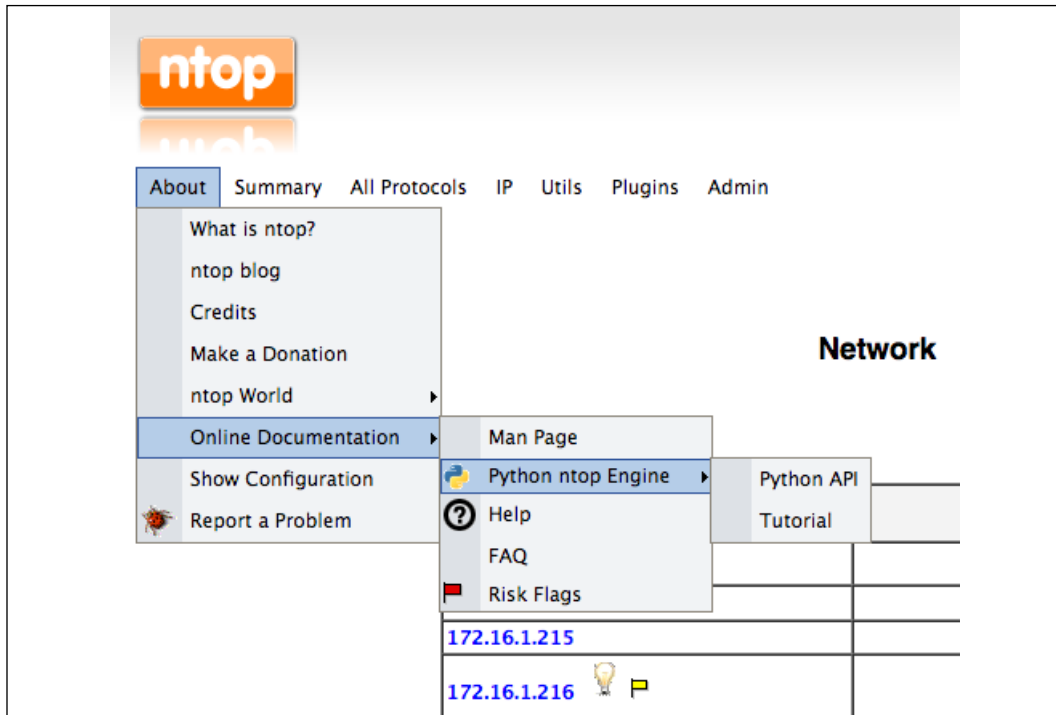 ntop
About Summary All Protocols IP Utils Plugins Admin
What is ntop?
ntop blog
Credits
Make a Donation
ntop World
Online Documentation
Show Configuration
Report a Problem
Man Page
Python ntop Engine
Help
FAQ
Risk Flags
Python API
Tutorial
Network
172.16.1.215
172.16.1.216